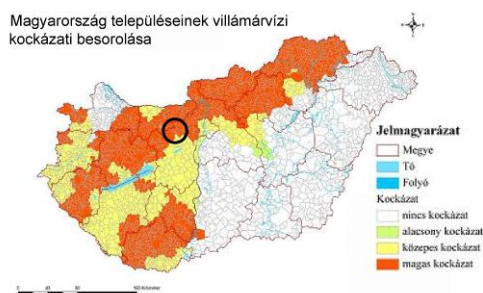 Magyarország településeinek villámárvízi
kockázati besorolása
Jelmagyarázat
Megye
Tó
Folyó
Kockázat
nincs kockázat
alacsony kockázat
közepes kockázat
magas kockázat